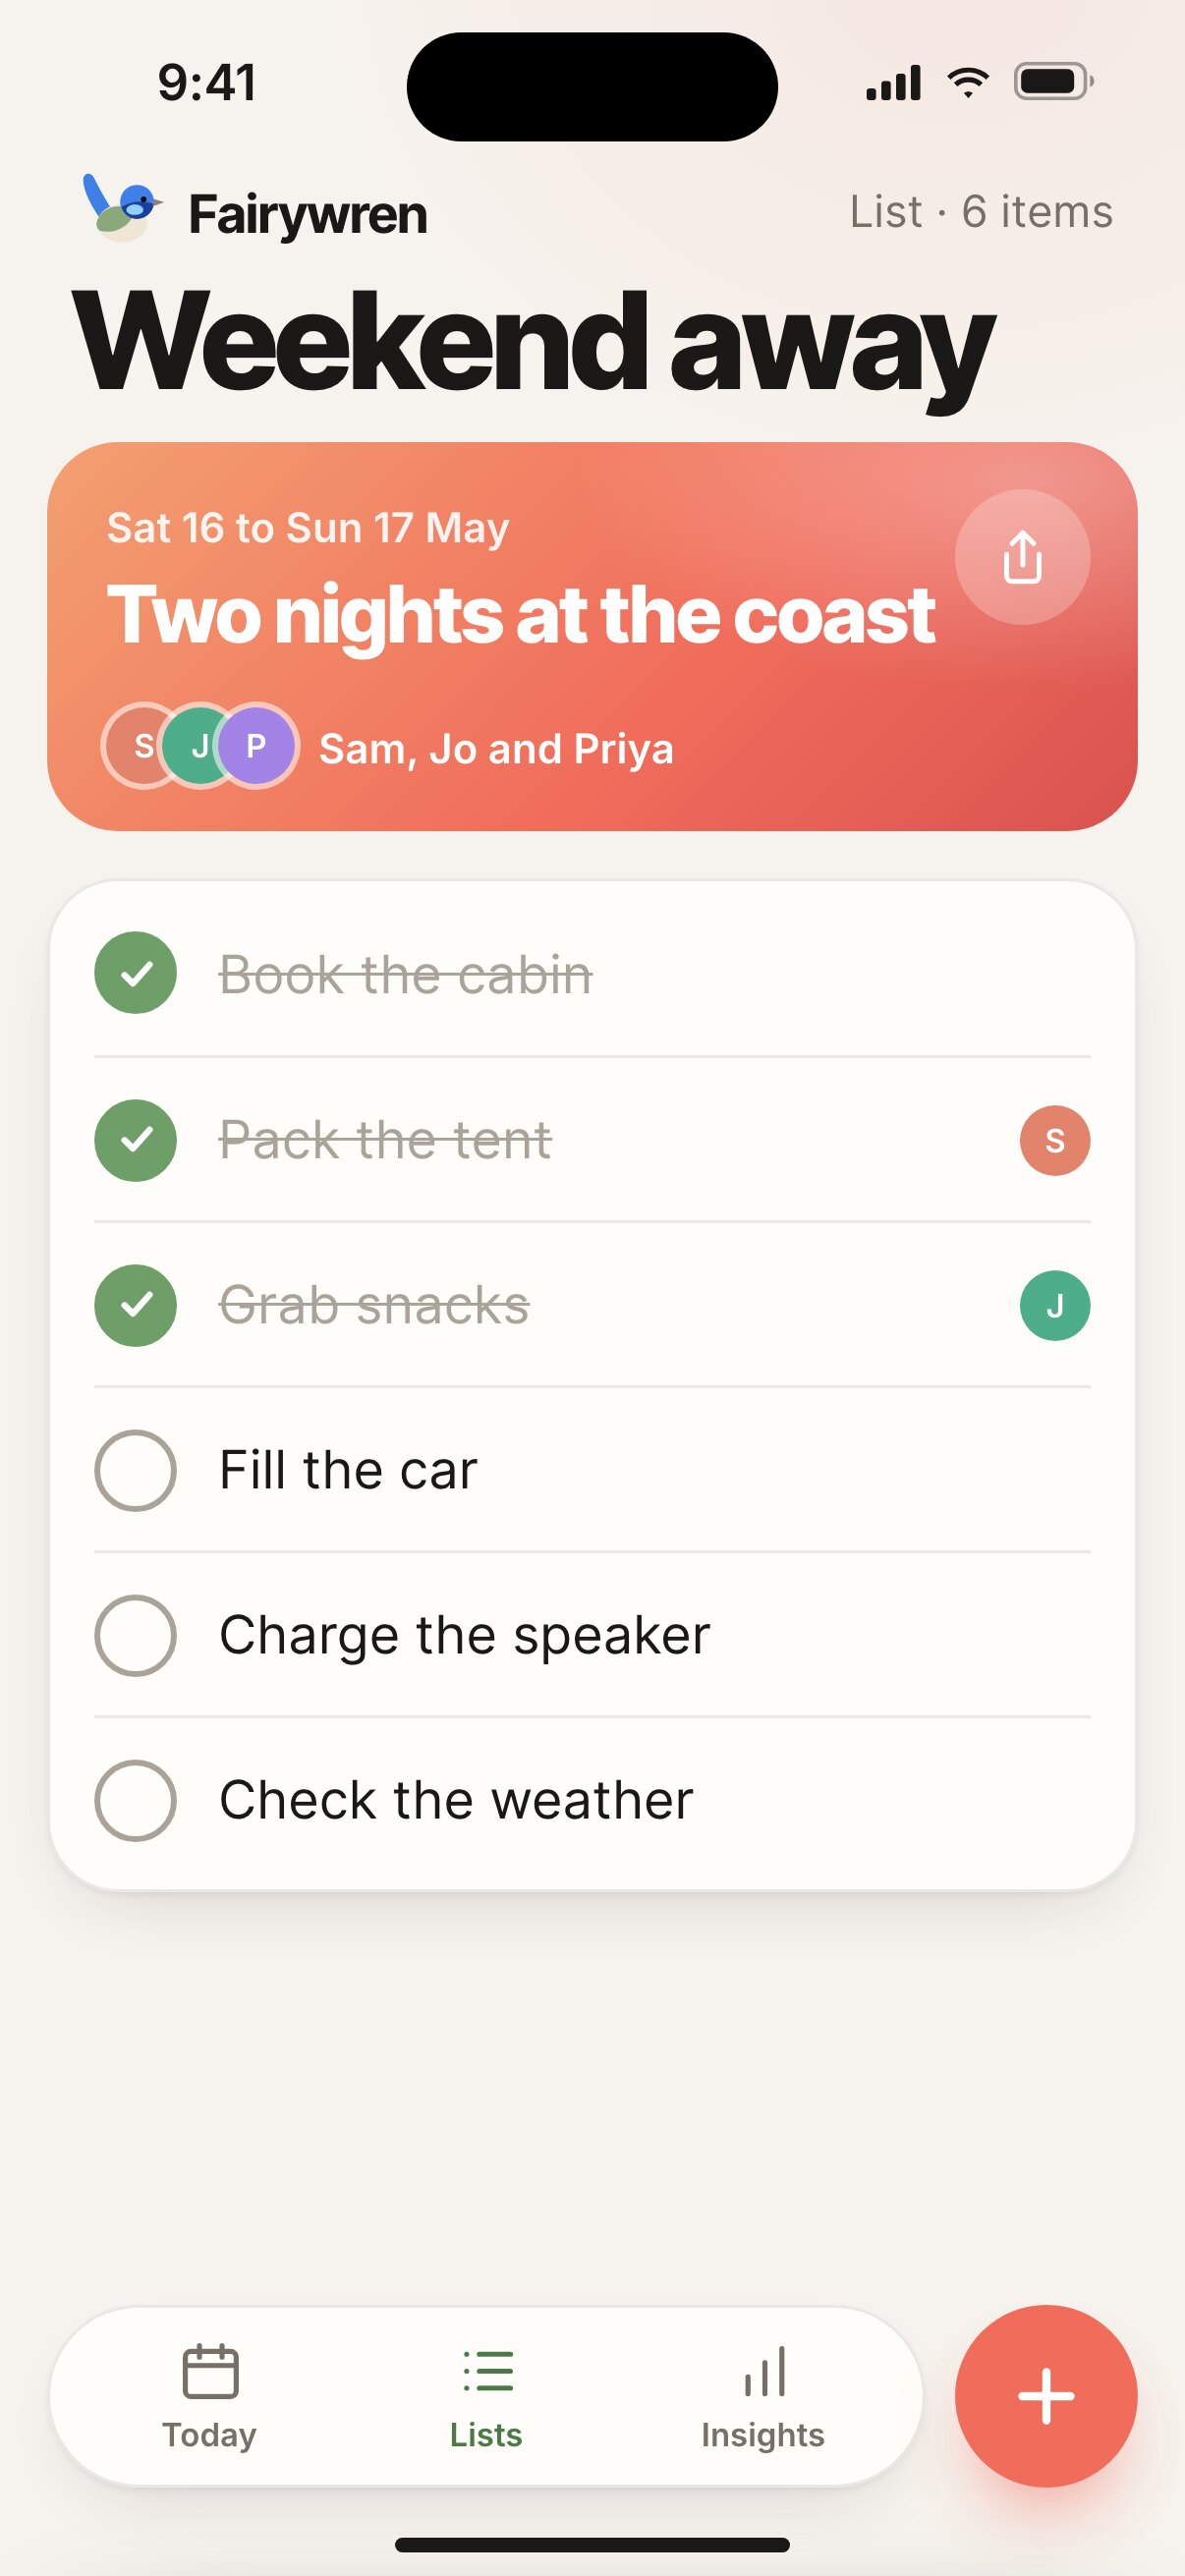 9:41
Fairywren
List · 6 items
Weekend away
Sat 16 to Sun 17 May
Two nights at the coast
S J P Sam, Jo and Priya
Book the cabin
Pack the tent S
Grab snacks J
Fill the car
Charge the speaker
Check the weather
Today Lists Insights